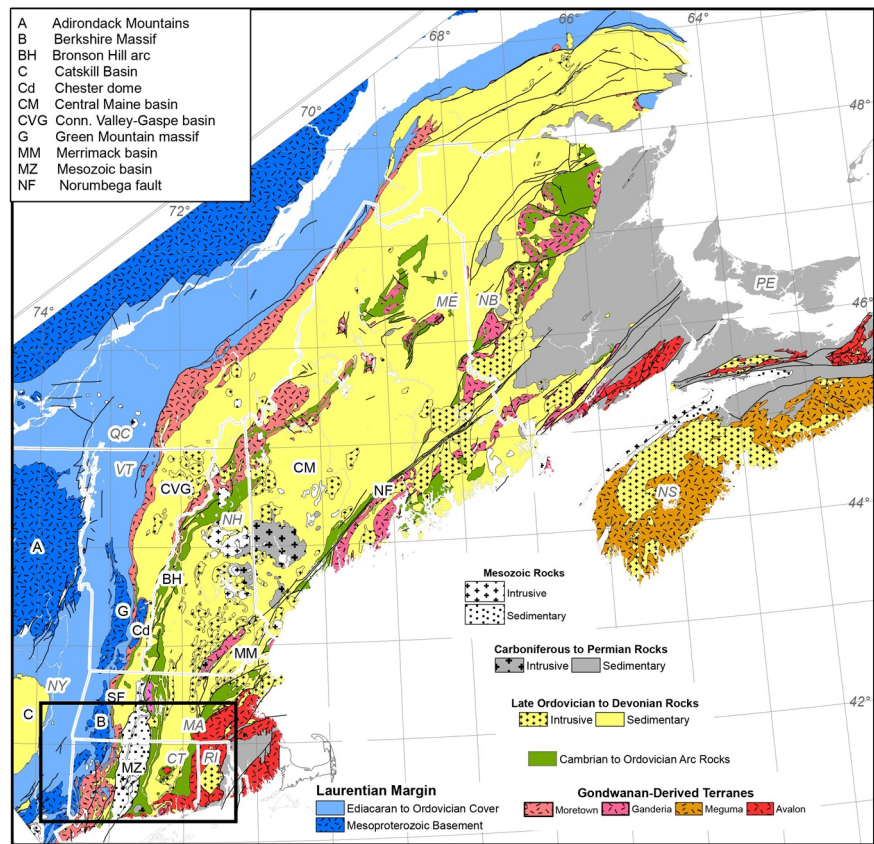 A Adirondack Mountains
B Berkshire Massif
BH Bronson Hill arc
C Catskill Basin
Cd Chester dome
CM Central Maine basin
CVG Conn. Valley-Gaspe basin
G Green Mountain massif
MM Merrimack basin
MZ Mesozoic basin
NF Norumbega fault
66°
64°
68°
70°
48°
72°
PE
74°
ME
NB
46°
QC
VT
CM
CVG
NF
NS
44°
NH
A
BH
Mesozoic Rocks
Intrusive
Sedimentary
G
Cd
MM
Carboniferous to Permian Rocks
Intrusive
Sedimentary
NY
SF
42°
C
B
MA
Late Ordovician to Devonian Rocks
Intrusive
Sedimentary
MZ
CT
RI
Cambrian to Ordovician Arc Rocks
Laurentian Margin
Ediacaran to Ordovician Cover
Mesoproterozoic Basement
Gondwanan-Derived Terranes
Moretown
Ganderia
Meguma
Avalon